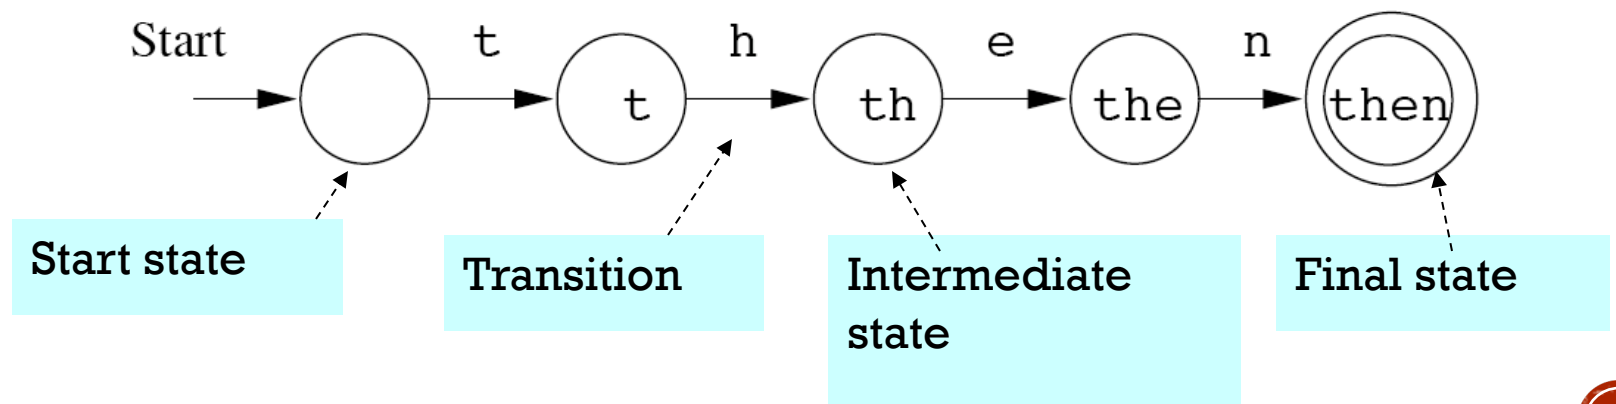 Start t h e n
t th the then
Start state
Transition
Intermediate
state
Final state